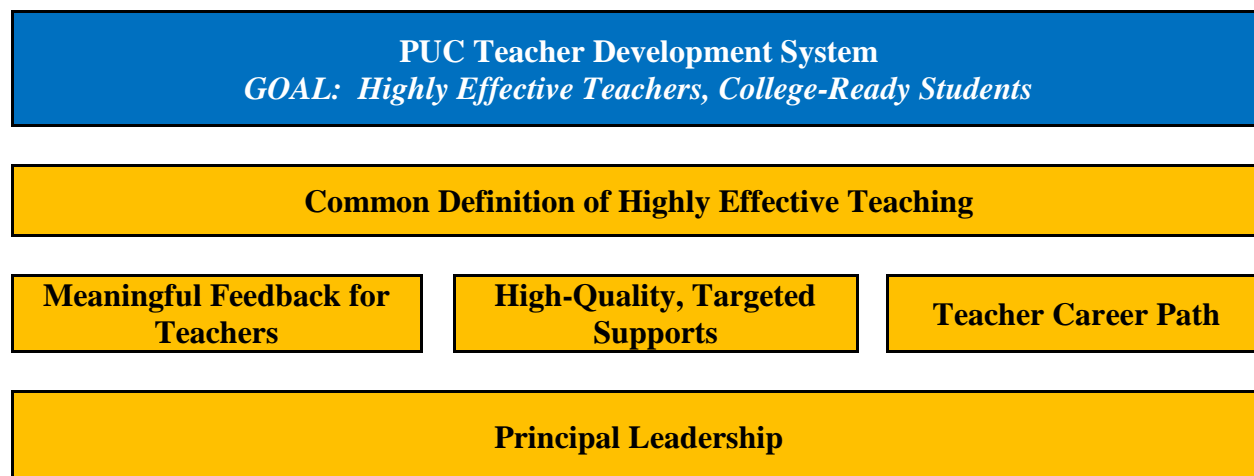 PUC Teacher Development System
GOAL: Highly Effective Teachers, College-Ready Students
Common Definition of Highly Effective Teaching
Meaningful Feedback for
Teachers
High-Quality, Targeted
Supports
Teacher Career Path
Principal Leadership